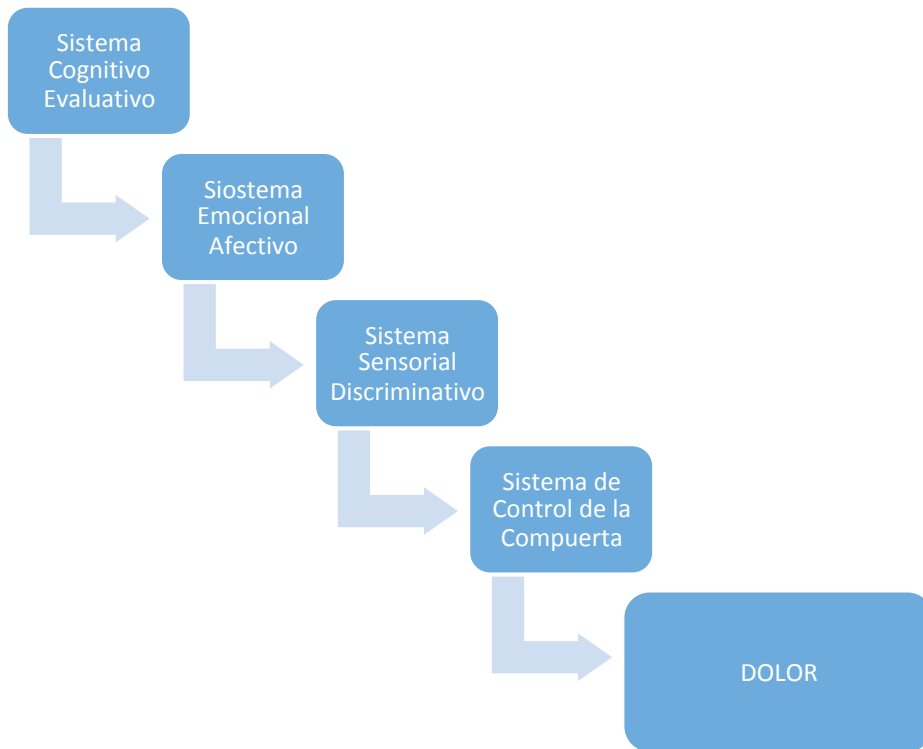 Sistema
Cognitivo
Evaluativo
Siostema
Emocional
Afectivo
Sistema
Sensorial
Discriminativo
Sistema de
Control de la
Compuerta
DOLOR